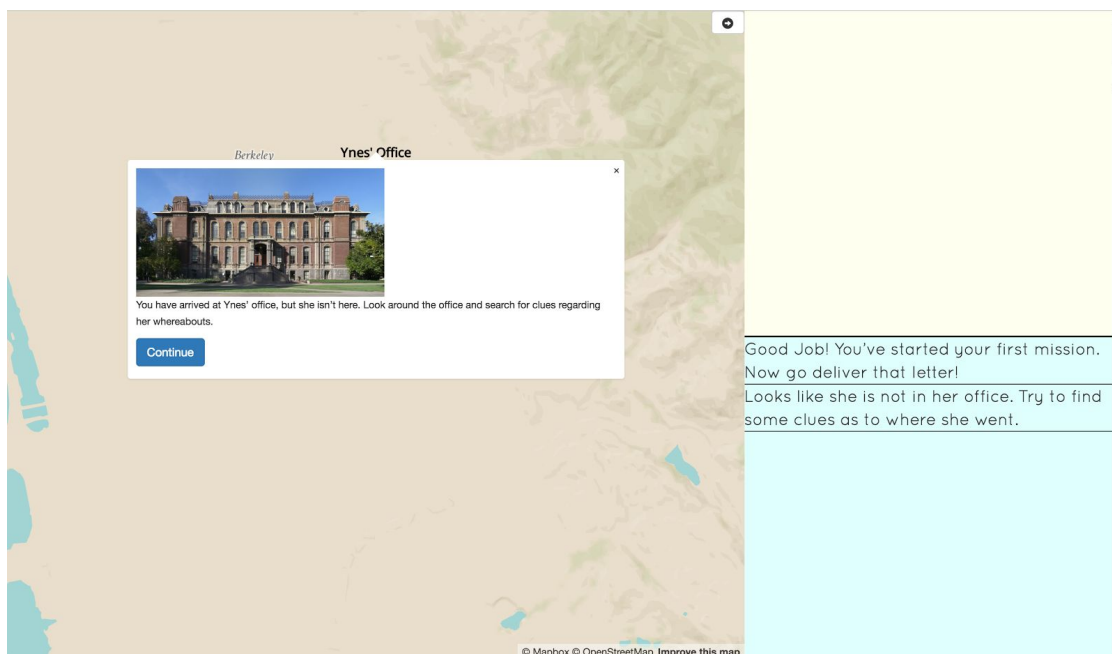 Berkeley
Ynes' Office
×
You have arrived at Ynes' office, but she isn't here. Look around the office and search for clues regarding
her whereabouts.
Continue
Good Job! You've started your first mission.
Now go deliver that letter!
Looks like she is not in her office. Try to find
some clues as to where she went.
© Mapbox © OpenStreetMap Improve this map